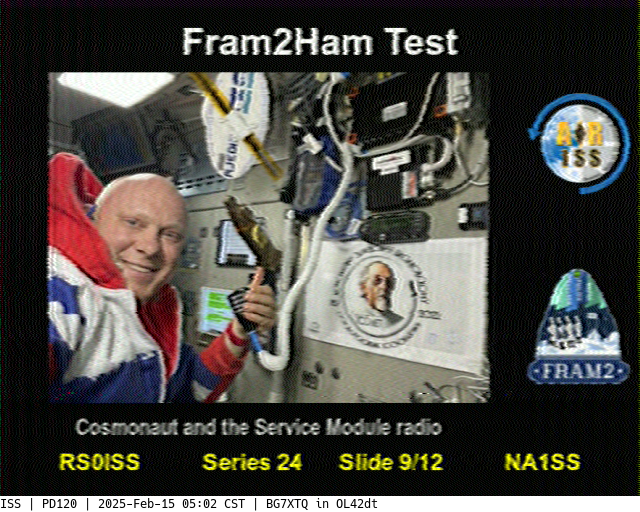 Fram2Ham Test
ARISS
FRAM2
Cosmonaut and the Service Module radio
RS0ISS Series 24 Slide 9/12 NA1SS
ISS | PD120 | 2025-Feb-15 05:02 CST | BG7XTQ in OL42dt